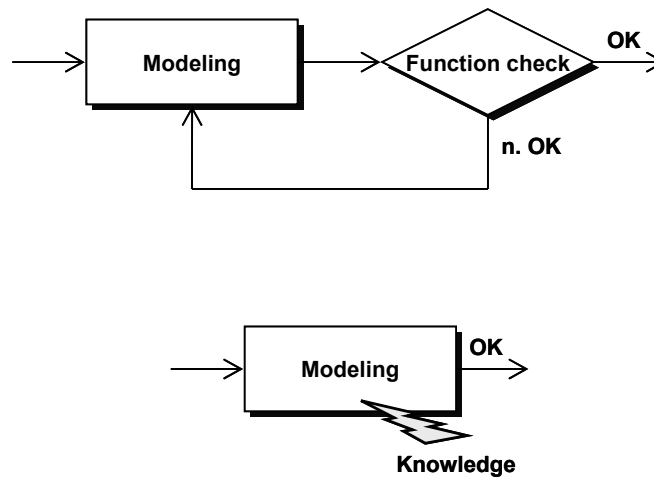 Modeling
Function check
OK
n. OK
Modeling
OK
Knowledge